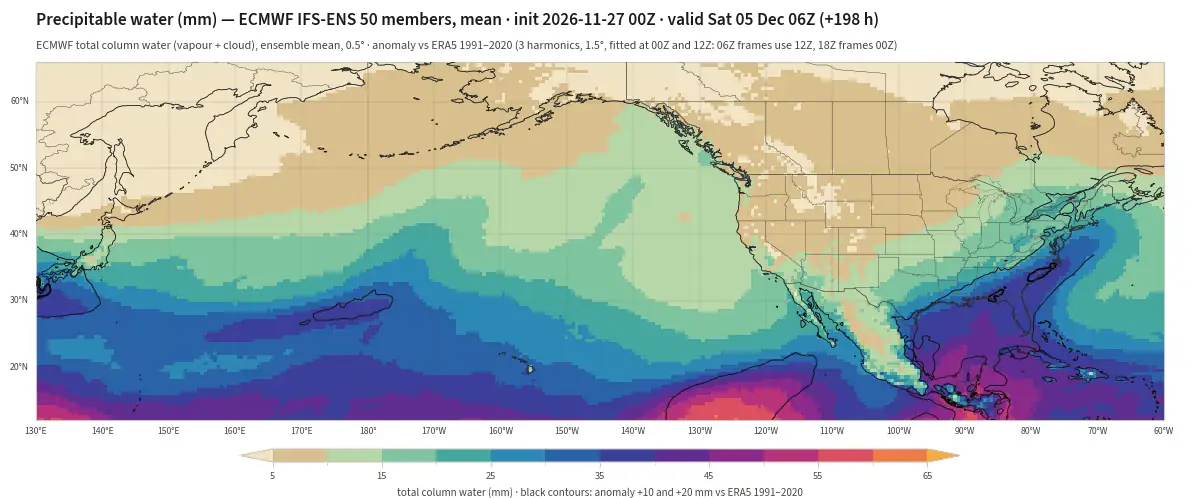 Precipitable water (mm) — ECMWF IFS-ENS 50 members, mean · init 2026-11-27 00Z · valid Sat 05 Dec 06Z (+198 h)
ECMWF total column water (vapour + cloud), ensemble mean, 0.5° · anomaly vs ERA5 1991–2020 (3 harmonics, 1.5°, fitted at 00Z and 12Z: 06Z frames use 12Z, 18Z frames 00Z)
60°N
50°N
40°N
30°N
20°N
130°E 140°E 150°E 160°E 170°E 180° 170°W 160°W 150°W 140°W 130°W 120°W 110°W 100°W 90°W 80°W 70°W 60°W
5 15 25 35 45 55 65
total column water (mm) · black contours: anomaly +10 and +20 mm vs ERA5 1991–2020